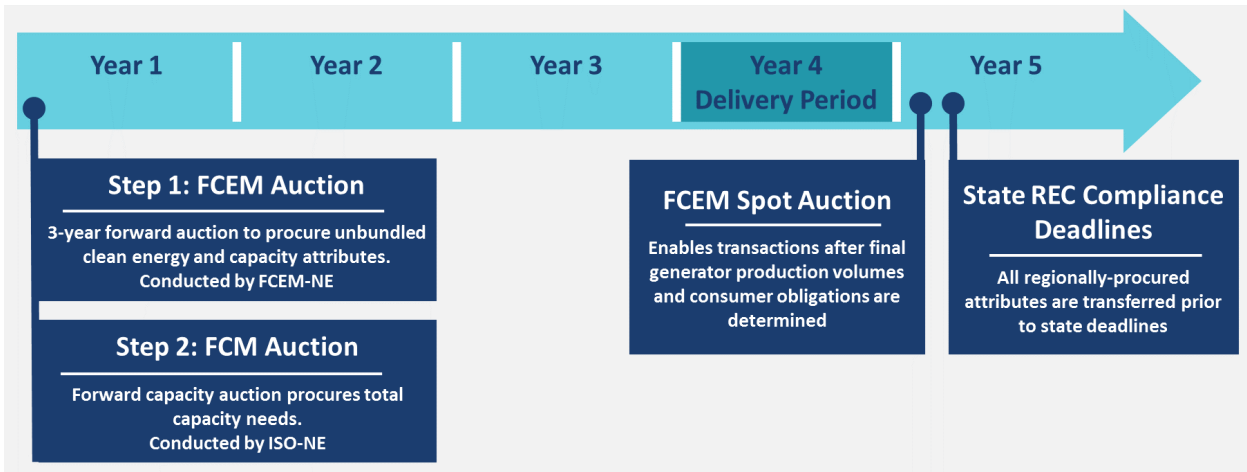 Year 1
Year 2
Year 3
Year 4
Delivery Period
Year 5
Step 1: FCEM Auction
3-year forward auction to procure unbundled
clean energy and capacity attributes.
Conducted by FCEM-NE
Step 2: FCM Auction
Forward capacity auction procures total
capacity needs.
Conducted by ISO-NE
FCEM Spot Auction
Enables transactions after final
generator production volumes
and consumer obligations are
determined
State REC Compliance
Deadlines
All regionally-procured
attributes are transferred prior
to state deadlines